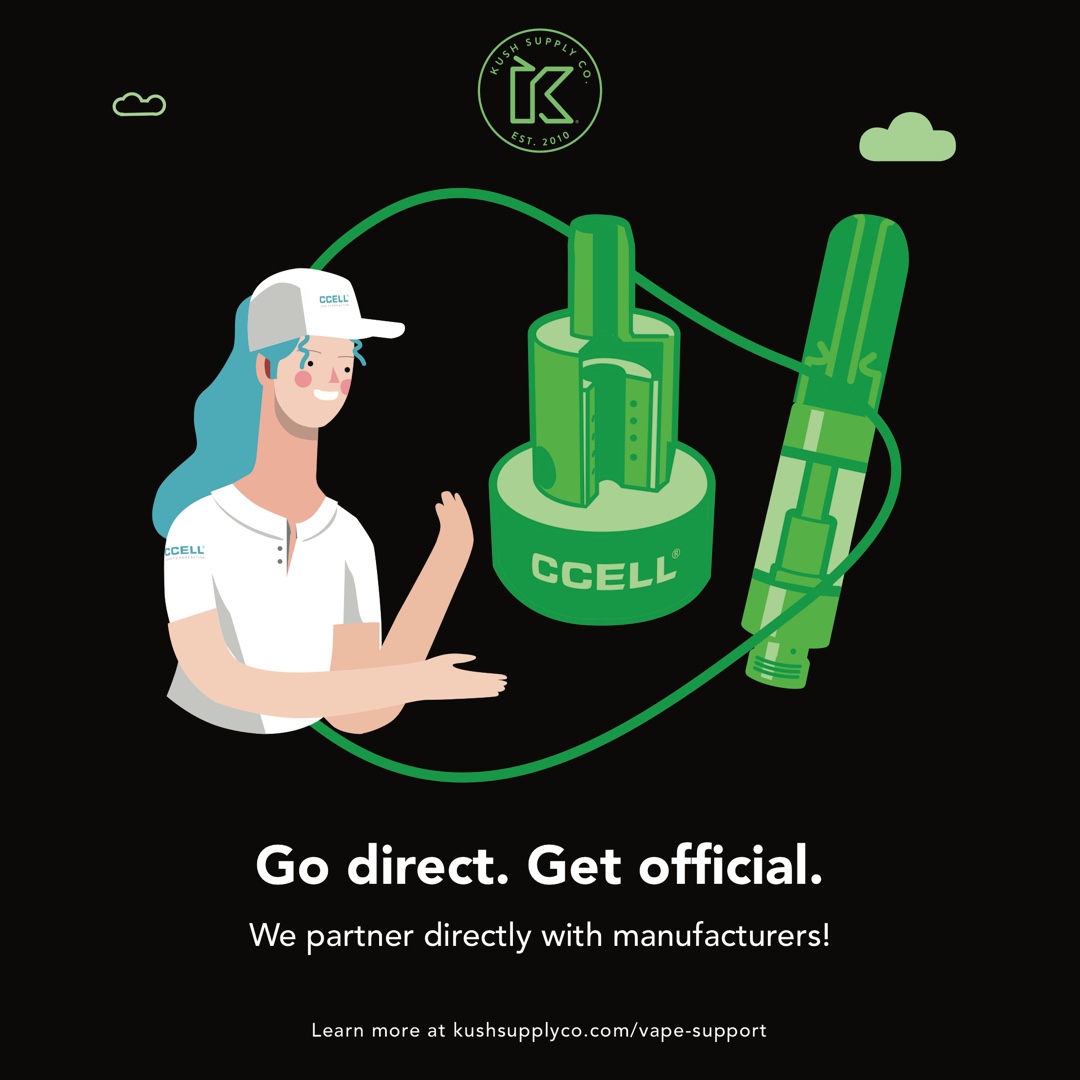 KUSH SUPPLY CO.
K
EST. 2010
CCELL
CCELL
CCELL®
Go direct. Get official.
We partner directly with manufacturers!
Learn more at kushsupplyco.com/vape-support